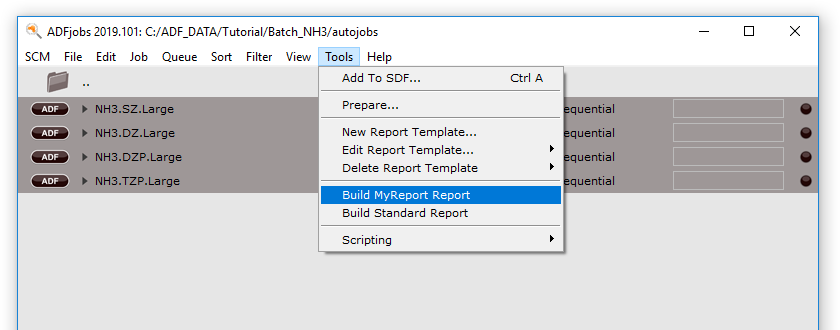 ADFjobs 2019.101: C:/ADF_DATA/Tutorial/Batch_NH3/autojobs
SCM File Edit Job Queue Sort Filter View Tools Help
..
Add To SDF... Ctrl A
Prepare...
New Report Template...
Edit Report Template...
Delete Report Template
Build MyReport Report
Build Standard Report
Scripting
ADF NH3.SZ.Large equential
ADF NH3.DZ.Large equential
ADF NH3.DZP.Large equential
ADF NH3.TZP.Large equential